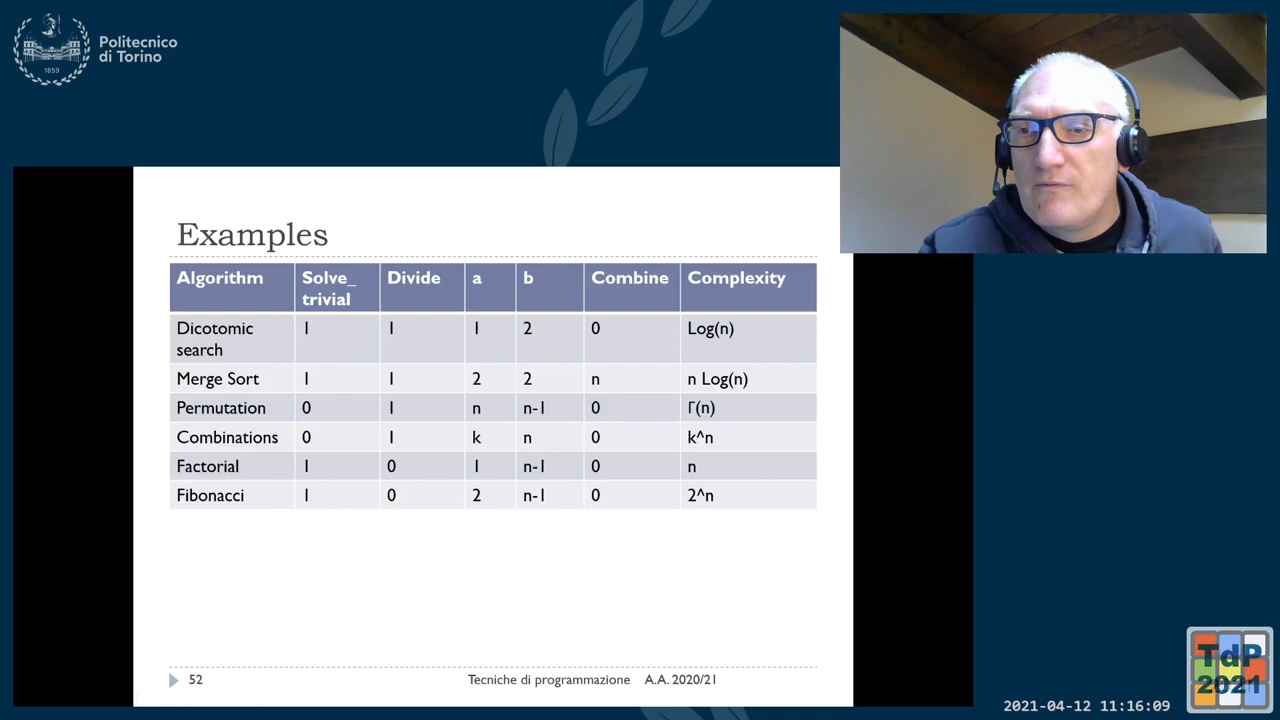 Politecnico
di Torino
1859
Examples
Algorithm Solve_ trivial Divide a b Combine Complexity
Dicotomic search 1 1 1 2 0 Log(n)
Merge Sort 1 1 2 2 n n Log(n)
Permutation 0 1 n n-1 0 Γ(n)
Combinations 0 1 k n 0 k^n
Factorial 1 0 1 n-1 0 n
Fibonacci 1 0 2 n-1 0 2^n
52 Tecniche di programmazione A.A. 2020/21
TdP
2021
2021-04-12 11:16:09